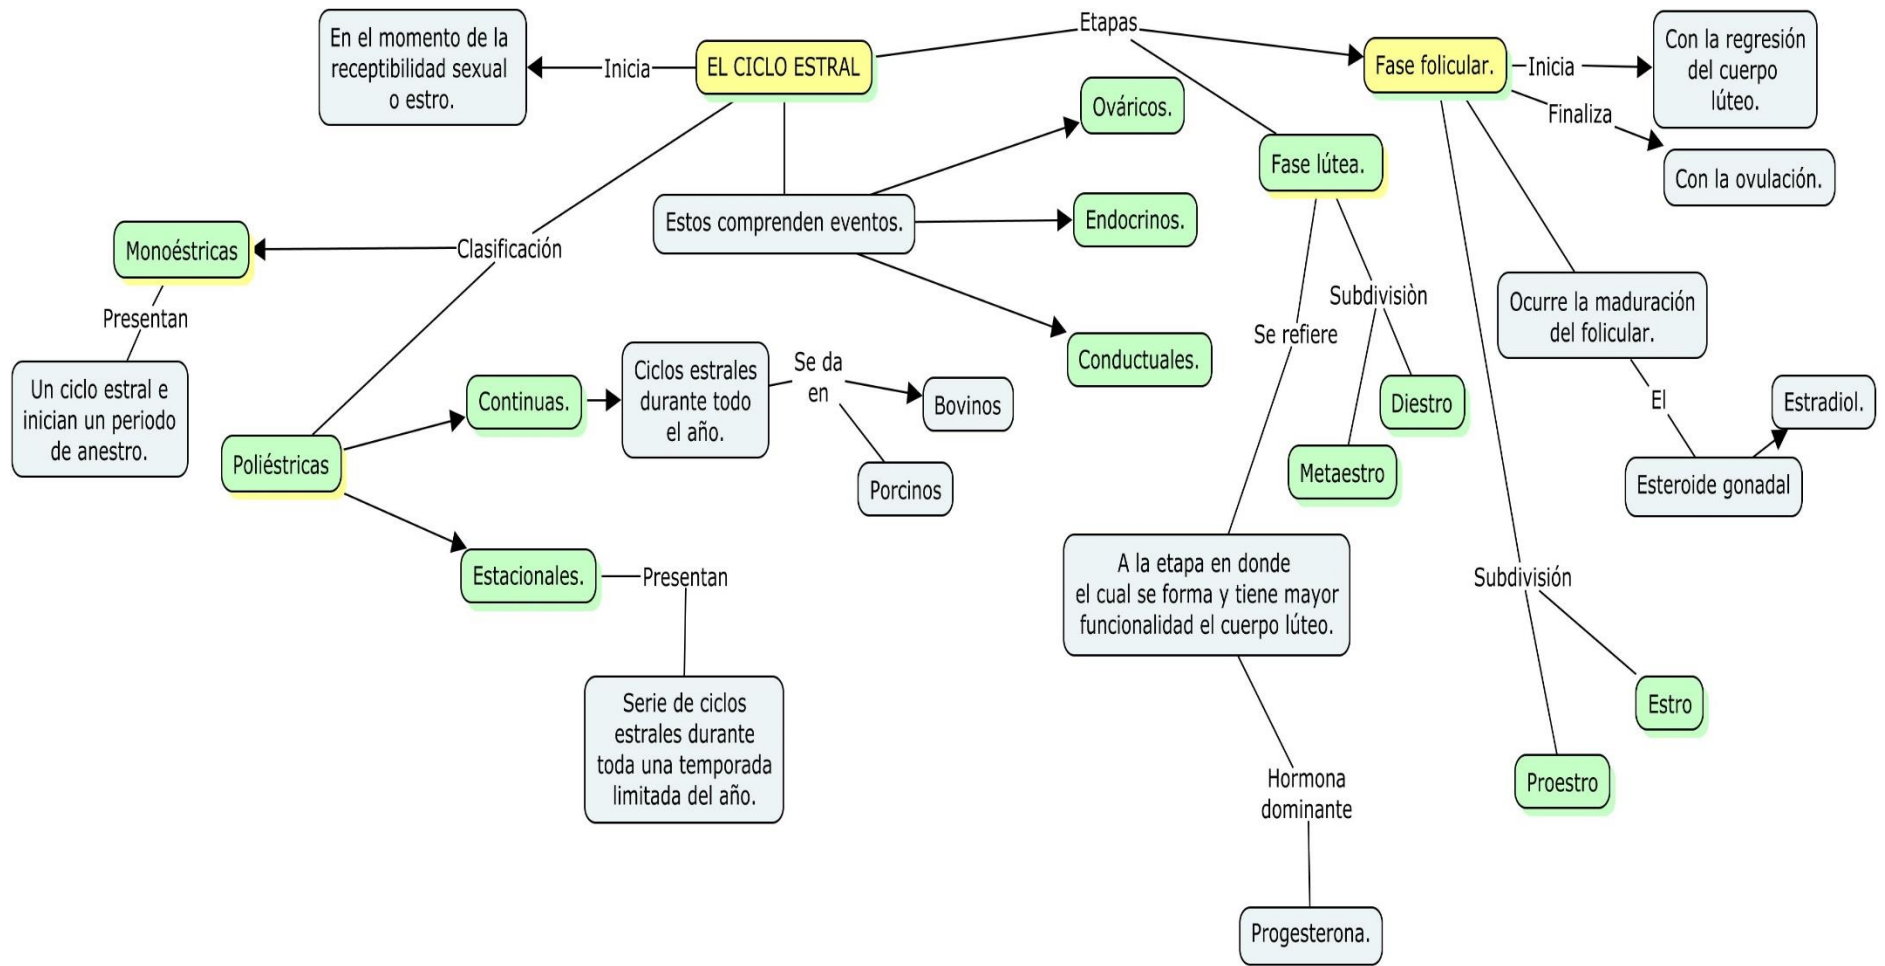 En el momento de la
receptibilidad sexual
o estro.
Inicia
EL CICLO ESTRAL
Etapas
Fase folicular.
Inicia
Con la regresión
del cuerpo
lúteo.
Finaliza
Con la ovulación.
Ováricos.
Fase lútea.
Estos comprenden eventos.
Endocrinos.
Conductuales.
Clasificación
Monoéstricas
Presentan
Un ciclo estral e
inician un periodo
de anestro.
Poliéstricas
Continuas.
Ciclos estrales
durante todo
el año.
Se da
en
Bovinos
Porcinos
Estacionales.
Presentan
Serie de ciclos
estrales durante
toda una temporada
limitada del año.
Se refiere
Subdivisiòn
Diestro
Metaestro
A la etapa en donde
el cual se forma y tiene mayor
funcionalidad el cuerpo lúteo.
Hormona
dominante
Progesterona.
Ocurre la maduración
del folicular.
El
Esteroide gonadal
Estradiol.
Subdivisión
Estro
Proestro